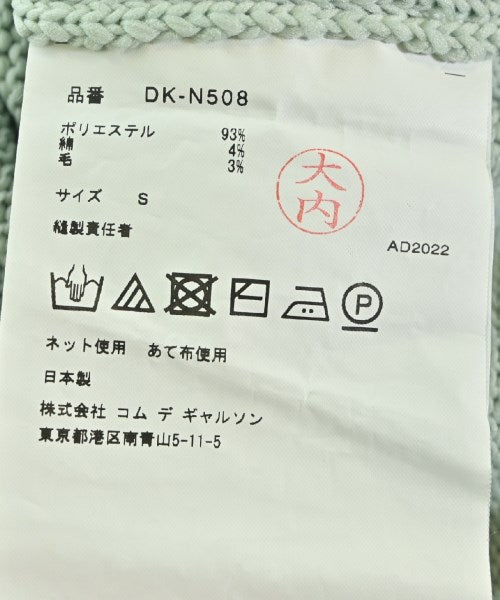 品番 DK-N508
ポリエステル 93%
綿 4%
毛 3%
サイズ S
縫製責任者
大内
AD2022
P
ネット使用 あて布使用
日本製
株式会社 コム デ ギャルソン
東京都港区南青山5-11-5